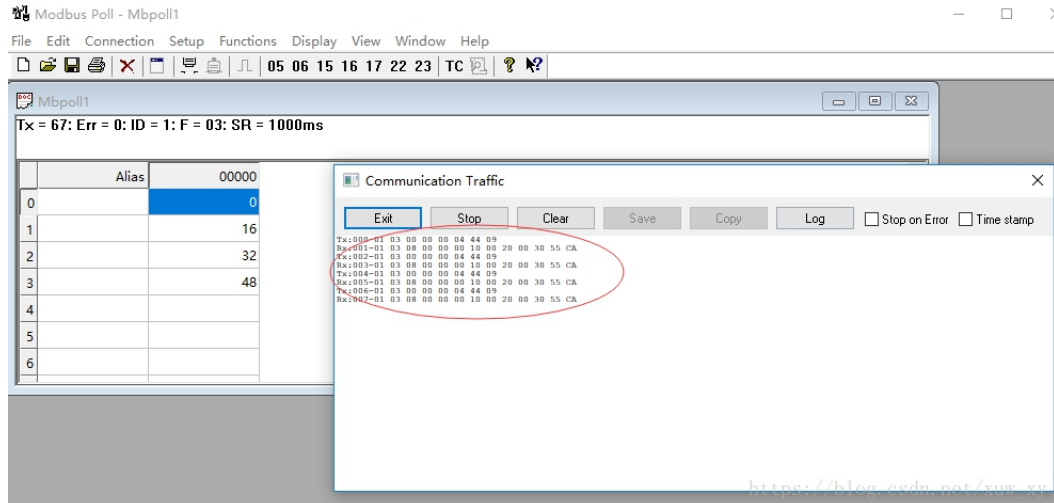 Modbus Poll - Mbpoll1
File Edit Connection Setup Functions Display View Window Help
05 06 15 16 17 22 23 TC
Mbpoll1
Tx = 67: Err = 0: ID = 1: F = 03: SR = 1000ms
Alias 00000
0 0
1 16
2 32
3 48
4
5
6
Communication Traffic
Exit Stop Clear Save Copy Log Stop on Error Time stamp
Tx:000-01 03 00 00 00 04 44 09
Rx:001-01 03 08 00 00 00 10 00 20 00 30 55 CA
Tx:002-01 03 00 00 00 04 44 09
Rx:003-01 03 08 00 00 00 10 00 20 00 30 55 CA
Tx:004-01 03 00 00 00 04 44 09
Rx:005-01 03 08 00 00 00 10 00 20 00 30 55 CA
Tx:006-01 03 00 00 00 04 44 09
Rx:007-01 03 08 00 00 00 10 00 20 00 30 55 CA
https://blog.csdn.net/xuw_xy